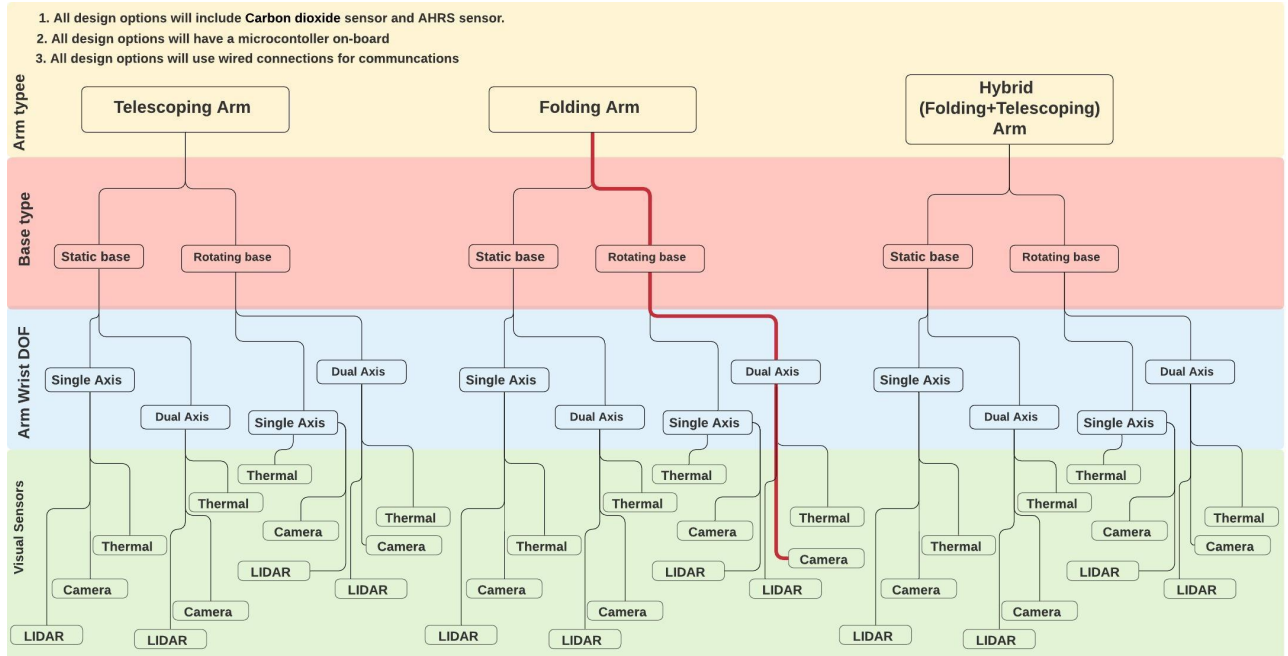 1. All design options will include Carbon dioxide sensor and AHRS sensor.
2. All design options will have a microcontoller on-board
3. All design options will use wired connections for communcations
Arm typee
Telescoping Arm
Folding Arm
Hybrid
(Folding+Telescoping)
Arm
Base type
Static base
Rotating base
Static base
Rotating base
Static base
Rotating base
Arm Wrist DOF
Single Axis
Dual Axis
Single Axis
Dual Axis
Single Axis
Dual Axis
Single Axis
Dual Axis
Single Axis
Dual Axis
Single Axis
Dual Axis
Visual Sensors
LIDAR
Camera
Thermal
LIDAR
Camera
Thermal
Thermal
Camera
LIDAR
LIDAR
Camera
Thermal
LIDAR
Camera
Thermal
LIDAR
Camera
Thermal
Thermal
Camera
LIDAR
LIDAR
Camera
Thermal
LIDAR
Camera
Thermal
LIDAR
Camera
Thermal
Thermal
Camera
LIDAR
LIDAR
Camera
Thermal